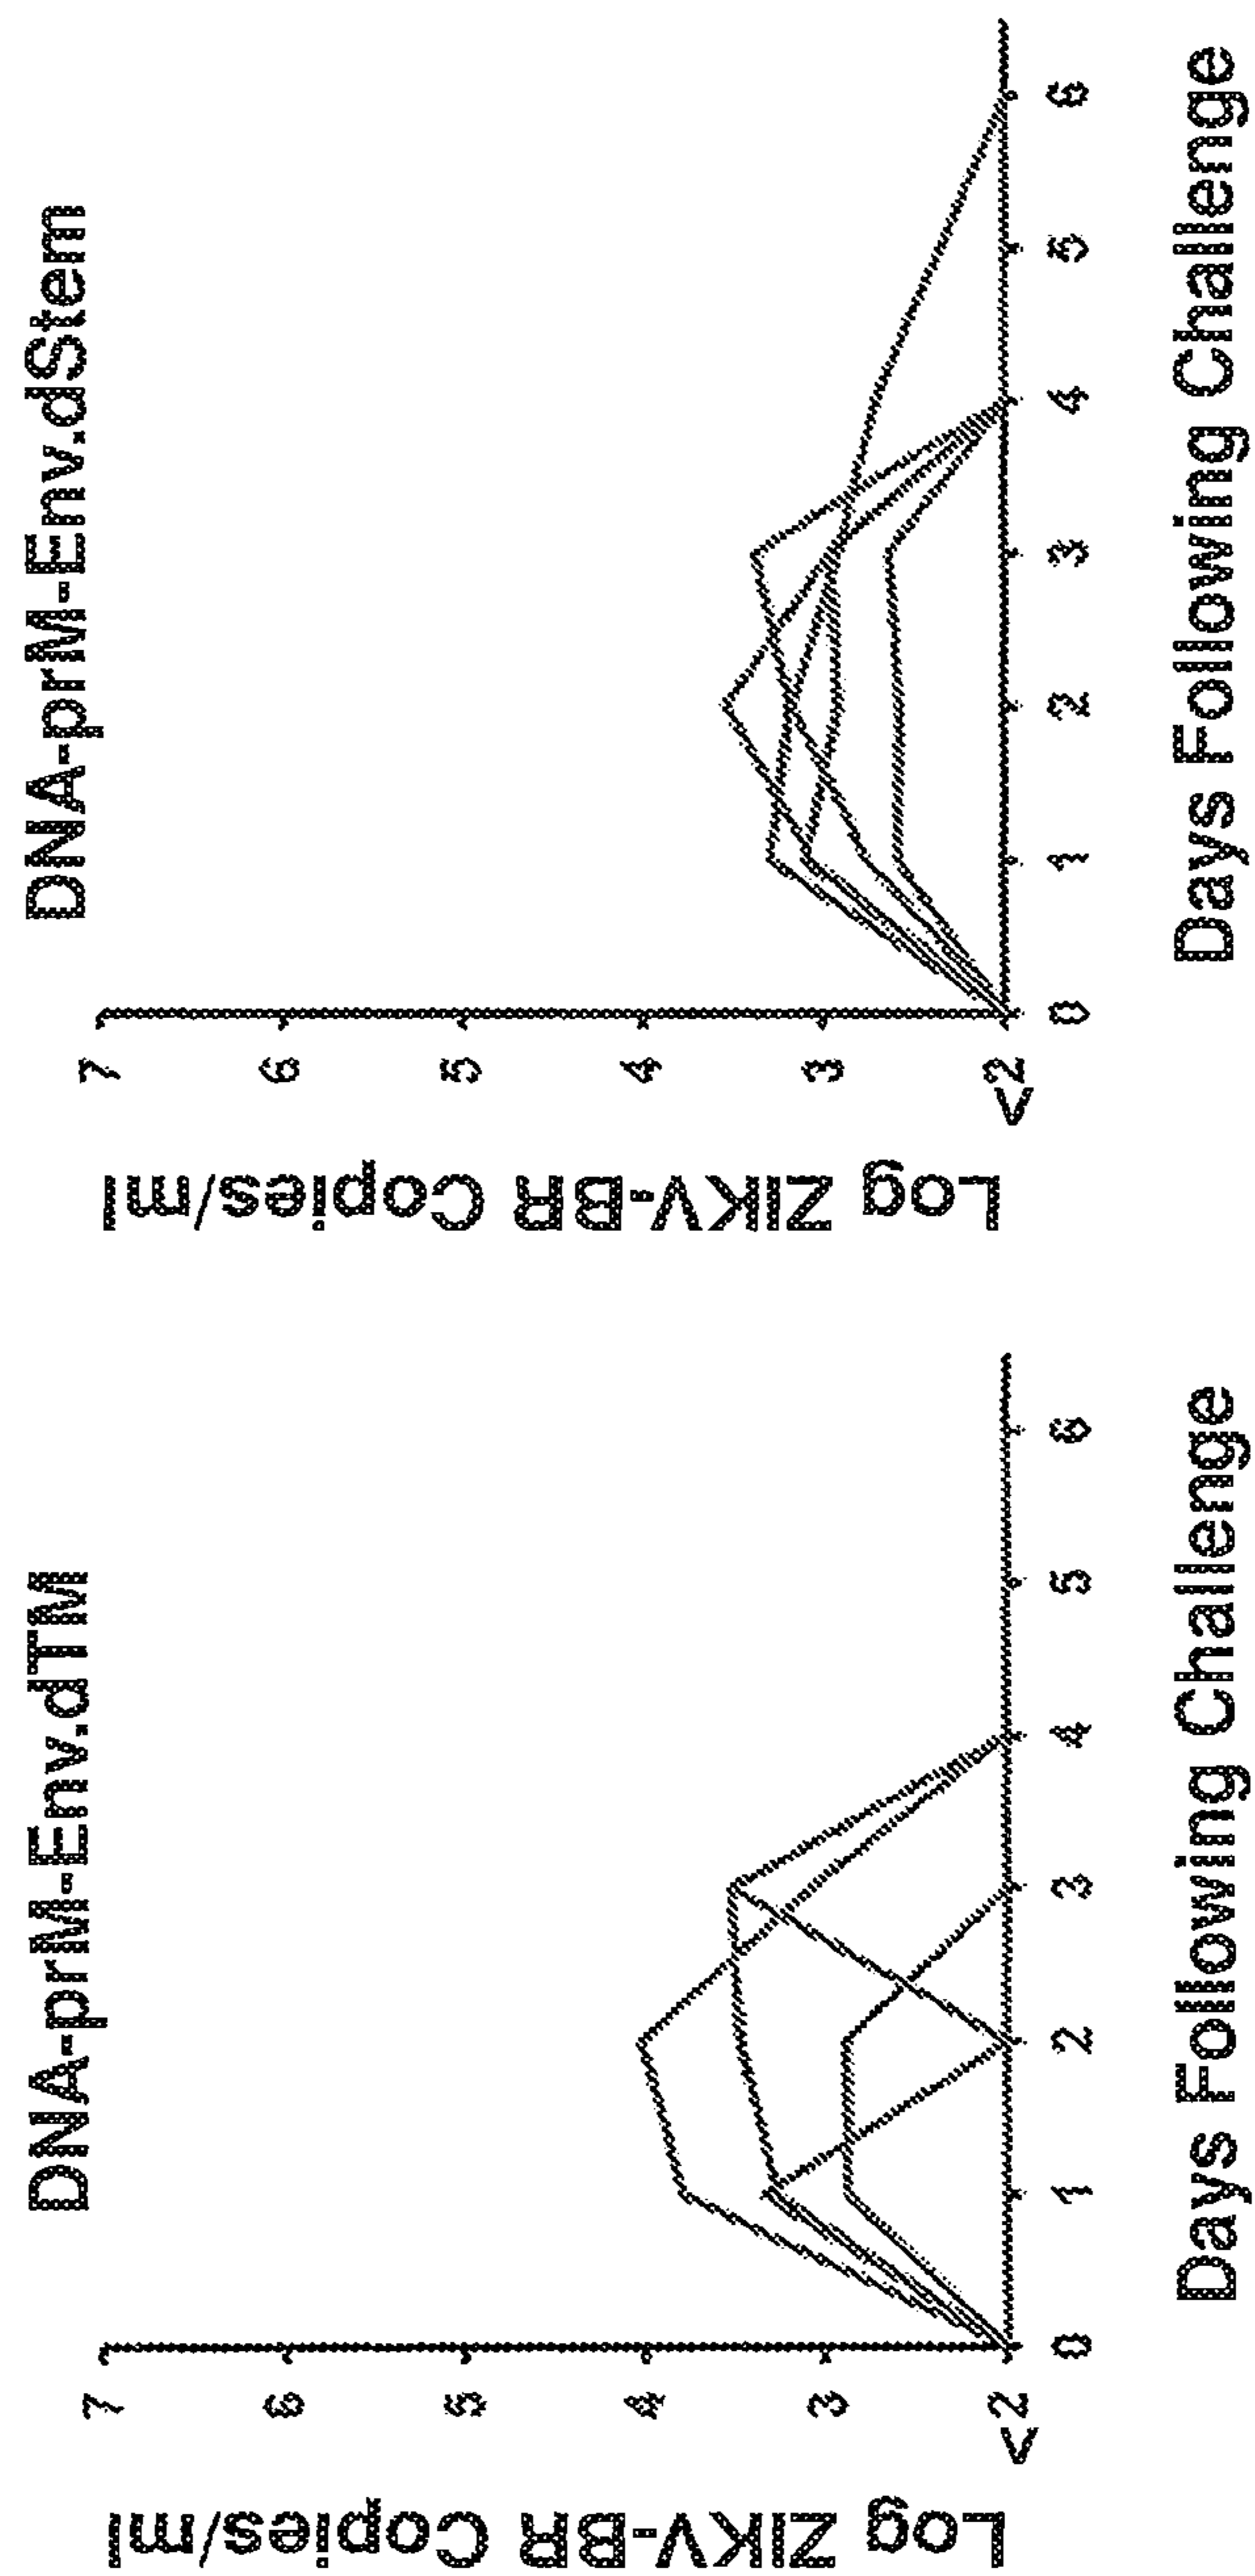 DNA-prM-Env.dTM
Log ZIKV-BR Copies/ml
7
6
5
4
3
<2
0 1 2 3 4 5 6
Days Following Challenge
DNA-prM-Env.dStem
Log ZIKV-BR Copies/ml
7
6
5
4
3
<2
0 1 2 3 4 5 6
Days Following Challenge